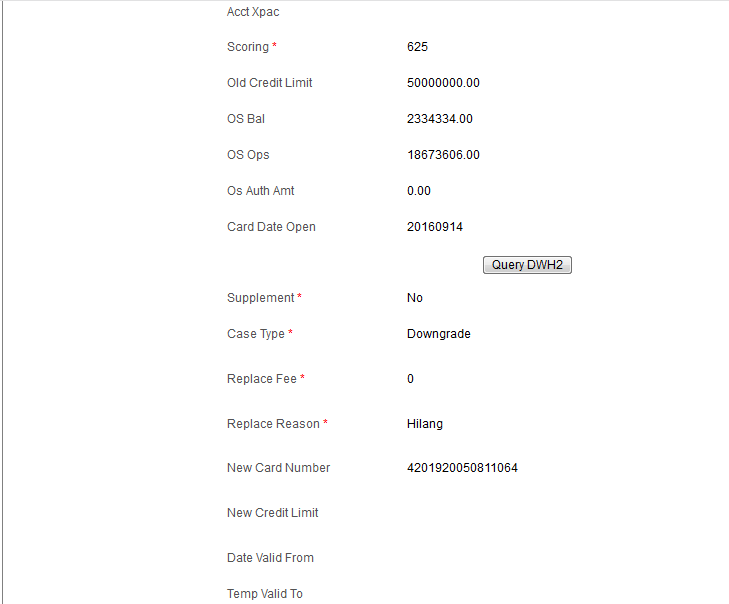 Acct Xpac
Scoring * 625
Old Credit Limit 50000000.00
OS Bal 2334334.00
OS Ops 18673606.00
Os Auth Amt 0.00
Card Date Open 20160914
Query DWH2
Supplement * No
Case Type * Downgrade
Replace Fee * 0
Replace Reason * Hilang
New Card Number 4201920050811064
New Credit Limit
Date Valid From
Temp Valid To